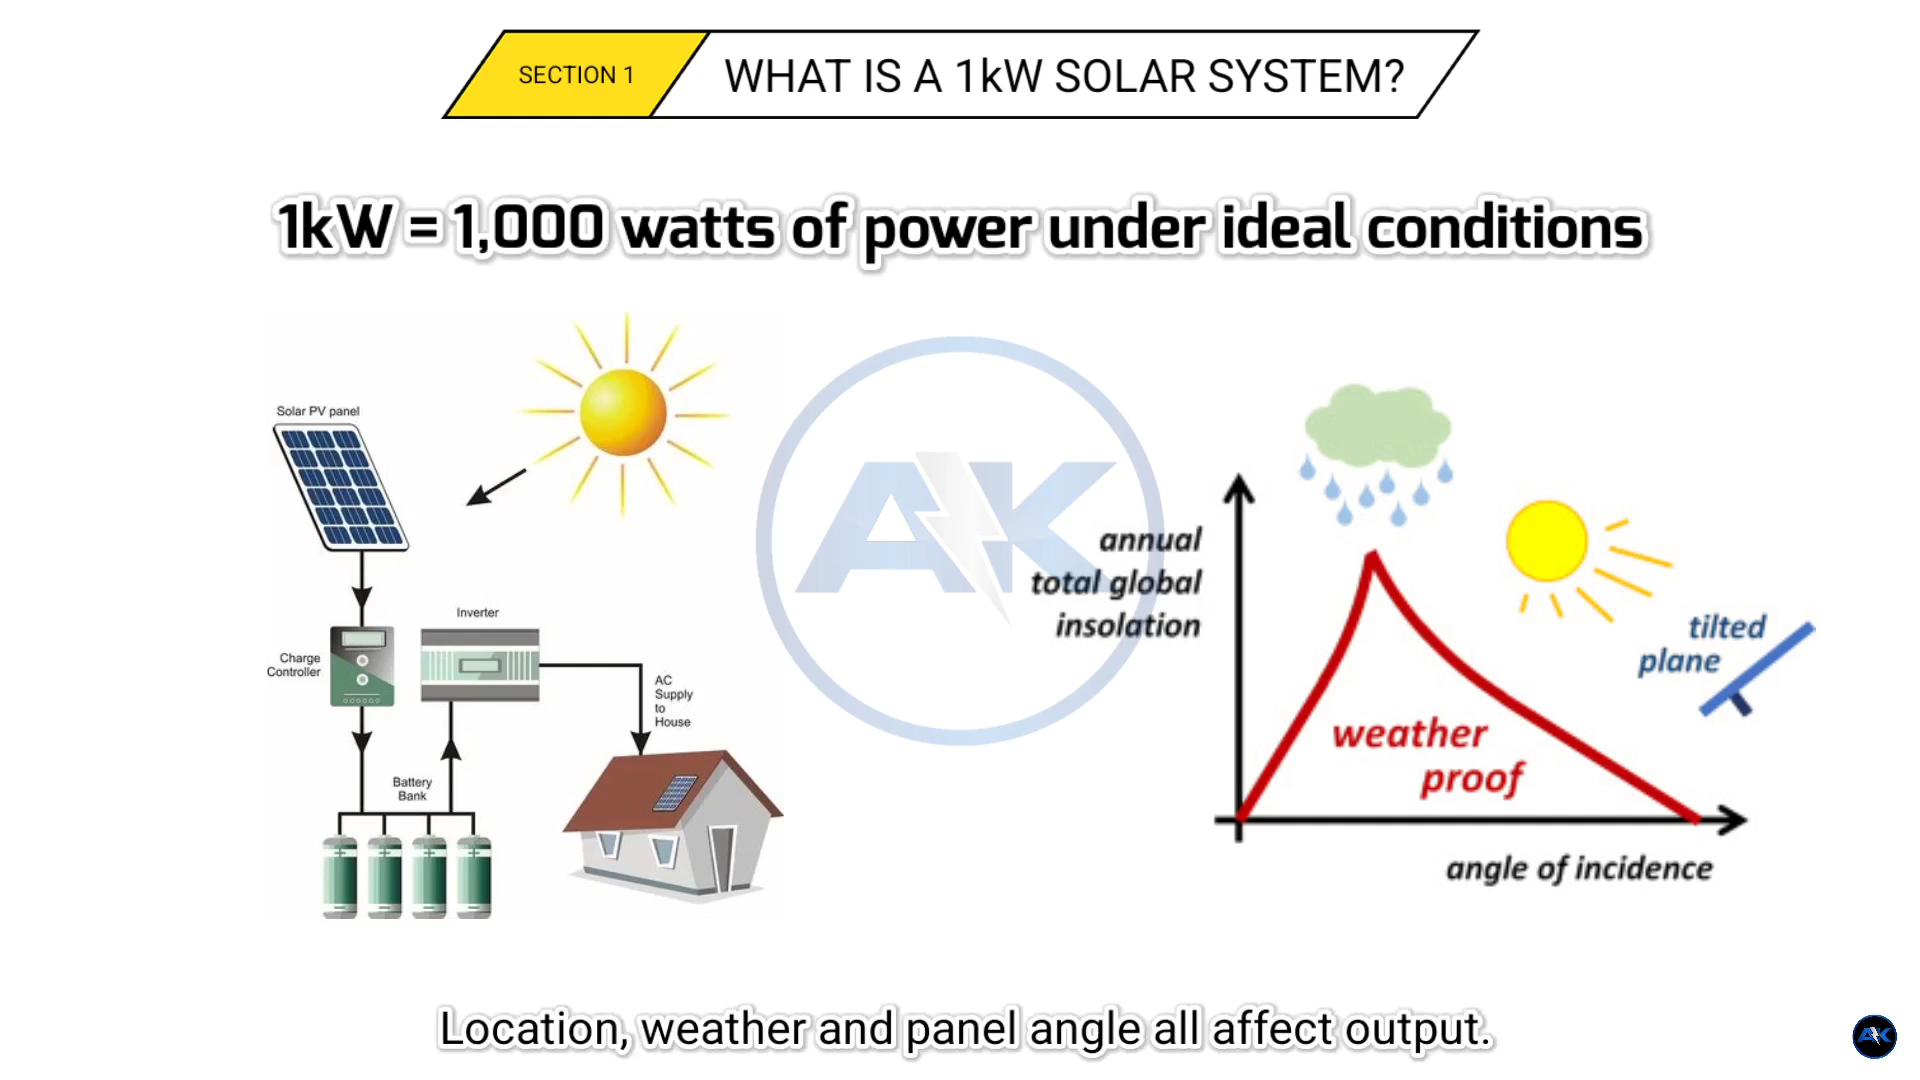 SECTION 1
WHAT IS A 1kW SOLAR SYSTEM?
1kW = 1,000 watts of power under ideal conditions
Solar PV panel
Inverter
Charge
Controller
AC
Supply
to
House
Battery
Bank
AK
annual
total global
insolation
tilted
plane
weather
proof
angle of incidence
Location, weather and panel angle all affect output.
AK